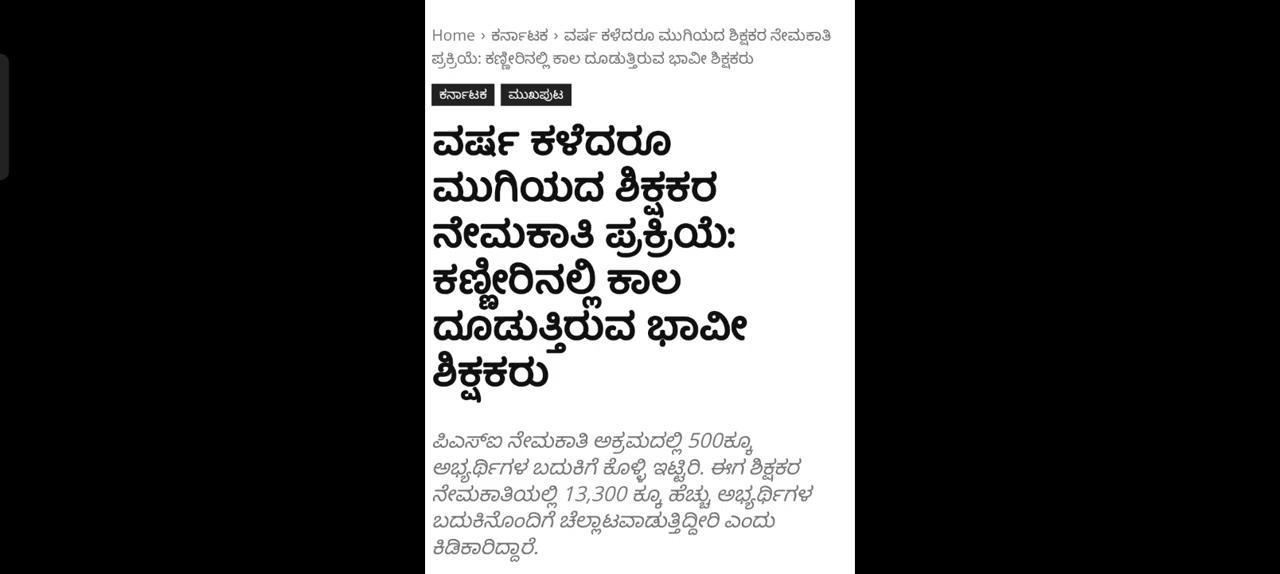 Home › ಕರ್ನಾಟಕ › ವರ್ಷ ಕಳೆದರೂ ಮುಗಿಯದ ಶಿಕ್ಷಕರ ನೇಮಕಾತಿ
ಪ್ರಕ್ರಿಯೆ: ಕಣ್ಣೀರಿನಲ್ಲಿ ಕಾಲ ದೂಡುತ್ತಿರುವ ಭಾವೀ ಶಿಕ್ಷಕರು
ಕರ್ನಾಟಕ ಮುಖಪುಟ
ವರ್ಷ ಕಳೆದರೂ
ಮುಗಿಯದ ಶಿಕ್ಷಕರ
ನೇಮಕಾತಿ ಪ್ರಕ್ರಿಯೆ:
ಕಣ್ಣೀರಿನಲ್ಲಿ ಕಾಲ
ದೂಡುತ್ತಿರುವ ಭಾವೀ
ಶಿಕ್ಷಕರು
ಪಿಎಸ್‌ಐ ನೇಮಕಾತಿ ಅಕ್ರಮದಲ್ಲಿ 500ಕ್ಕೂ
ಅಭ್ಯರ್ಥಿಗಳ ಬದುಕಿಗೆ ಕೊಳ್ಳಿ ಇಟ್ಟಿರಿ. ಈಗ ಶಿಕ್ಷಕರ
ನೇಮಕಾತಿಯಲ್ಲಿ 13,300 ಕ್ಕೂ ಹೆಚ್ಚು ಅಭ್ಯರ್ಥಿಗಳ
ಬದುಕಿನೊಂದಿಗೆ ಚೆಲ್ಲಾಟವಾಡುತ್ತಿದ್ದೀರಿ ಎಂದು
ಕಿಡಿಕಾರಿದ್ದಾರೆ.